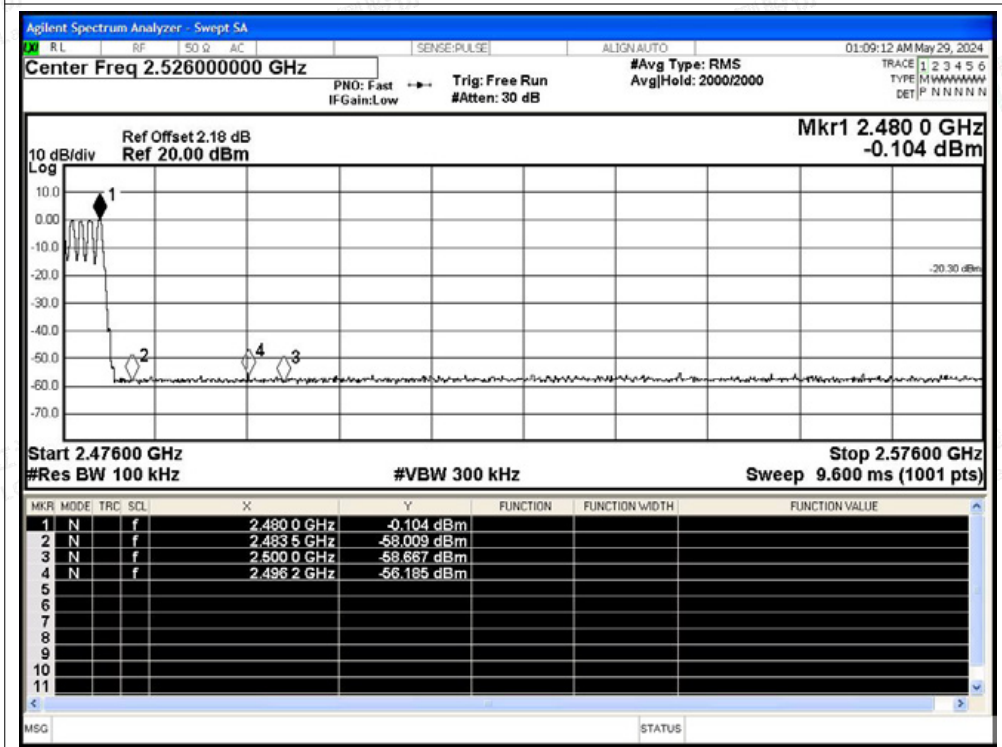 Agilent Spectrum Analyzer - Swept SA
LXI RL RF 50 Ω AC SENSE:PULSE ALIGN AUTO 01:09:12 AM May 29, 2024
Center Freq 2.526000000 GHz
PNO: Fast
IFGain:Low
Trig: Free Run
#Atten: 30 dB
#Avg Type: RMS
Avg|Hold: 2000/2000
TRACE 1 2 3 4 5 6
TYPE M WWWWW
DET P N N N N N
Ref Offset 2.18 dB
10 dB/div Ref 20.00 dBm
Log
Mkr1 2.480 0 GHz
-0.104 dBm
10.0
0.00
-10.0
-20.0
-30.0
-40.0
-50.0
-60.0
-70.0
1
2
4
3
-20.30 dBm
Start 2.47600 GHz Stop 2.57600 GHz
#Res BW 100 kHz #VBW 300 kHz Sweep 9.600 ms (1001 pts)
MKR MODE TRC SCL X Y FUNCTION FUNCTION WIDTH FUNCTION VALUE
1 N f 2.480 0 GHz -0.104 dBm
2 N f 2.483 5 GHz -58.009 dBm
3 N f 2.500 0 GHz -58.667 dBm
4 N f 2.496 2 GHz -56.185 dBm
5
6
7
8
9
10
11
MSG STATUS